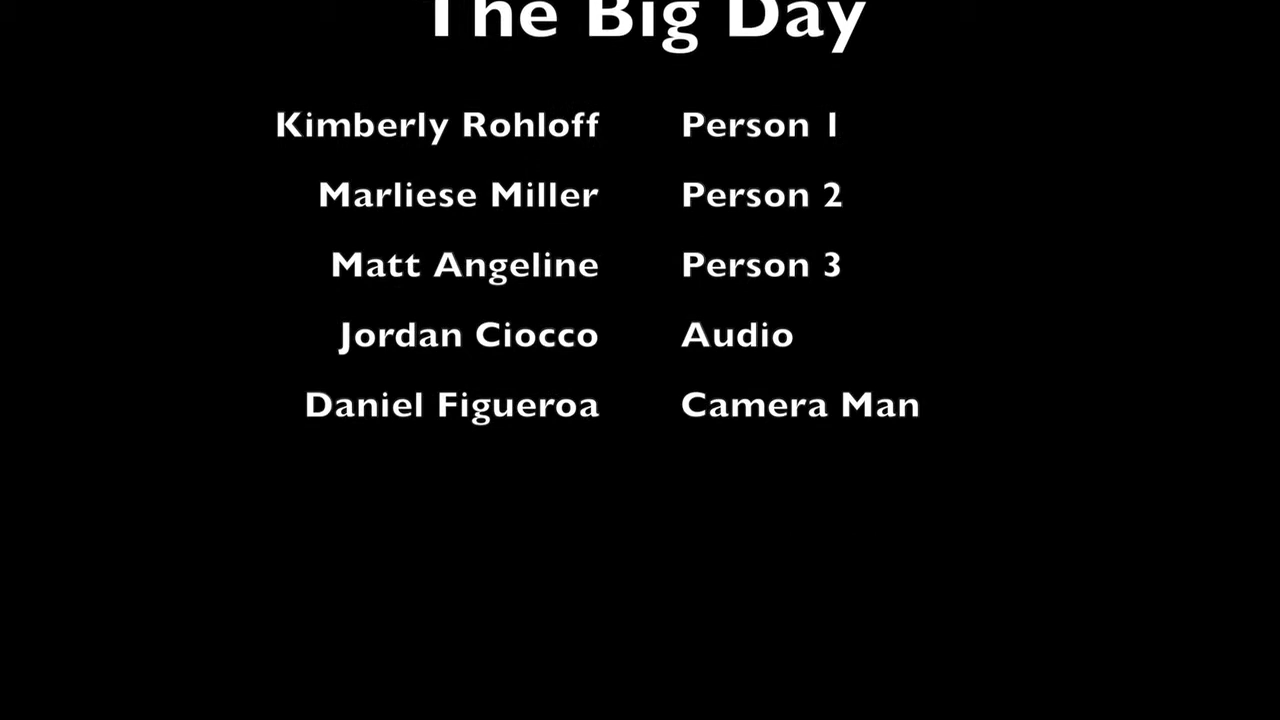 The Big Day
Kimberly Rohloff Person 1
Marliese Miller Person 2
Matt Angeline Person 3
Jordan Ciocco Audio
Daniel Figueroa Camera Man